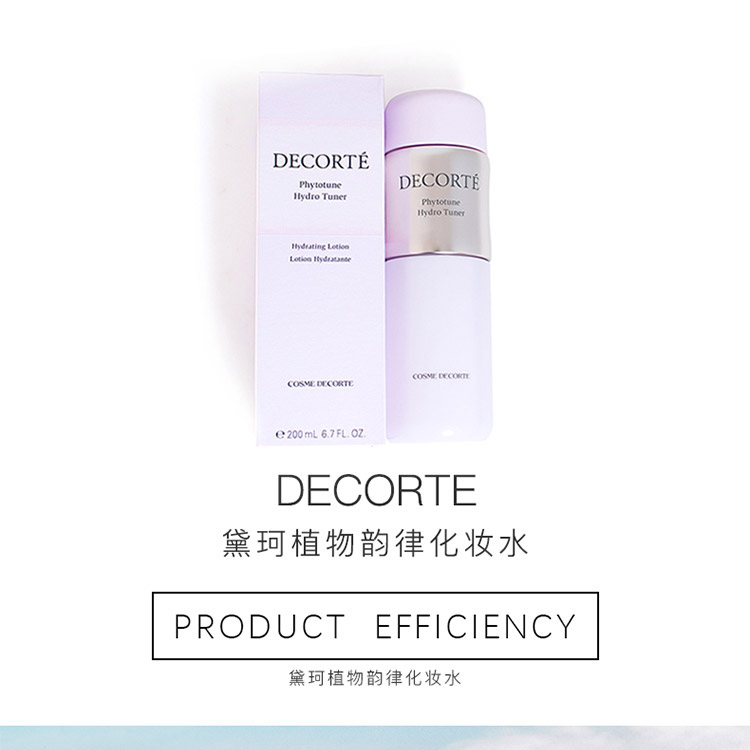 DECORTÉ
Phytotune
Hydro Tuner
Hydrating Lotion
Lotion Hydratante
COSME DECORTE
e 200 mL 6.7 FL. OZ.
DECORTÉ
Phytotune
Hydro Tuner
COSME DECORTE
DECORTE
黛珂植物韵律化妆水
PRODUCT EFFICIENCY
黛珂植物韵律化妆水